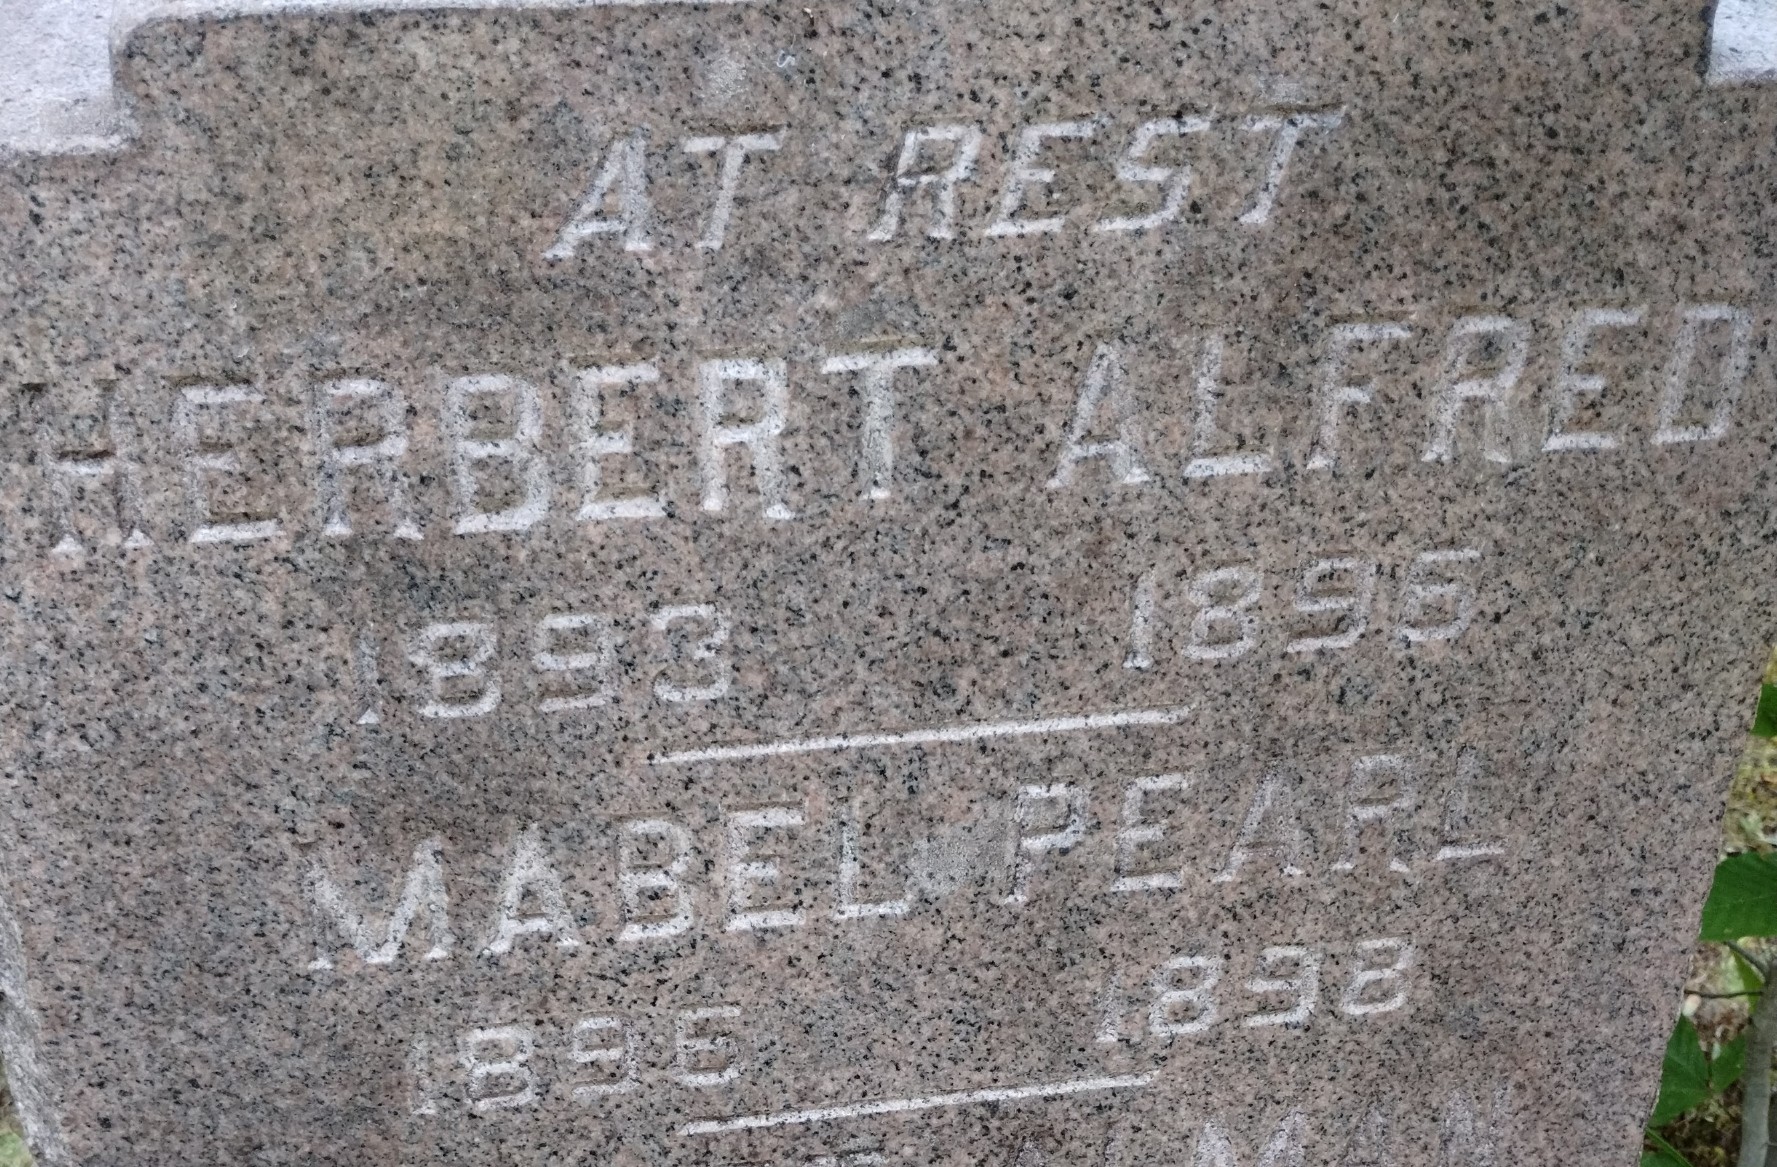 AT REST
HERBERT ALFRED
1893 1896
MABEL PEARL
1896 1898